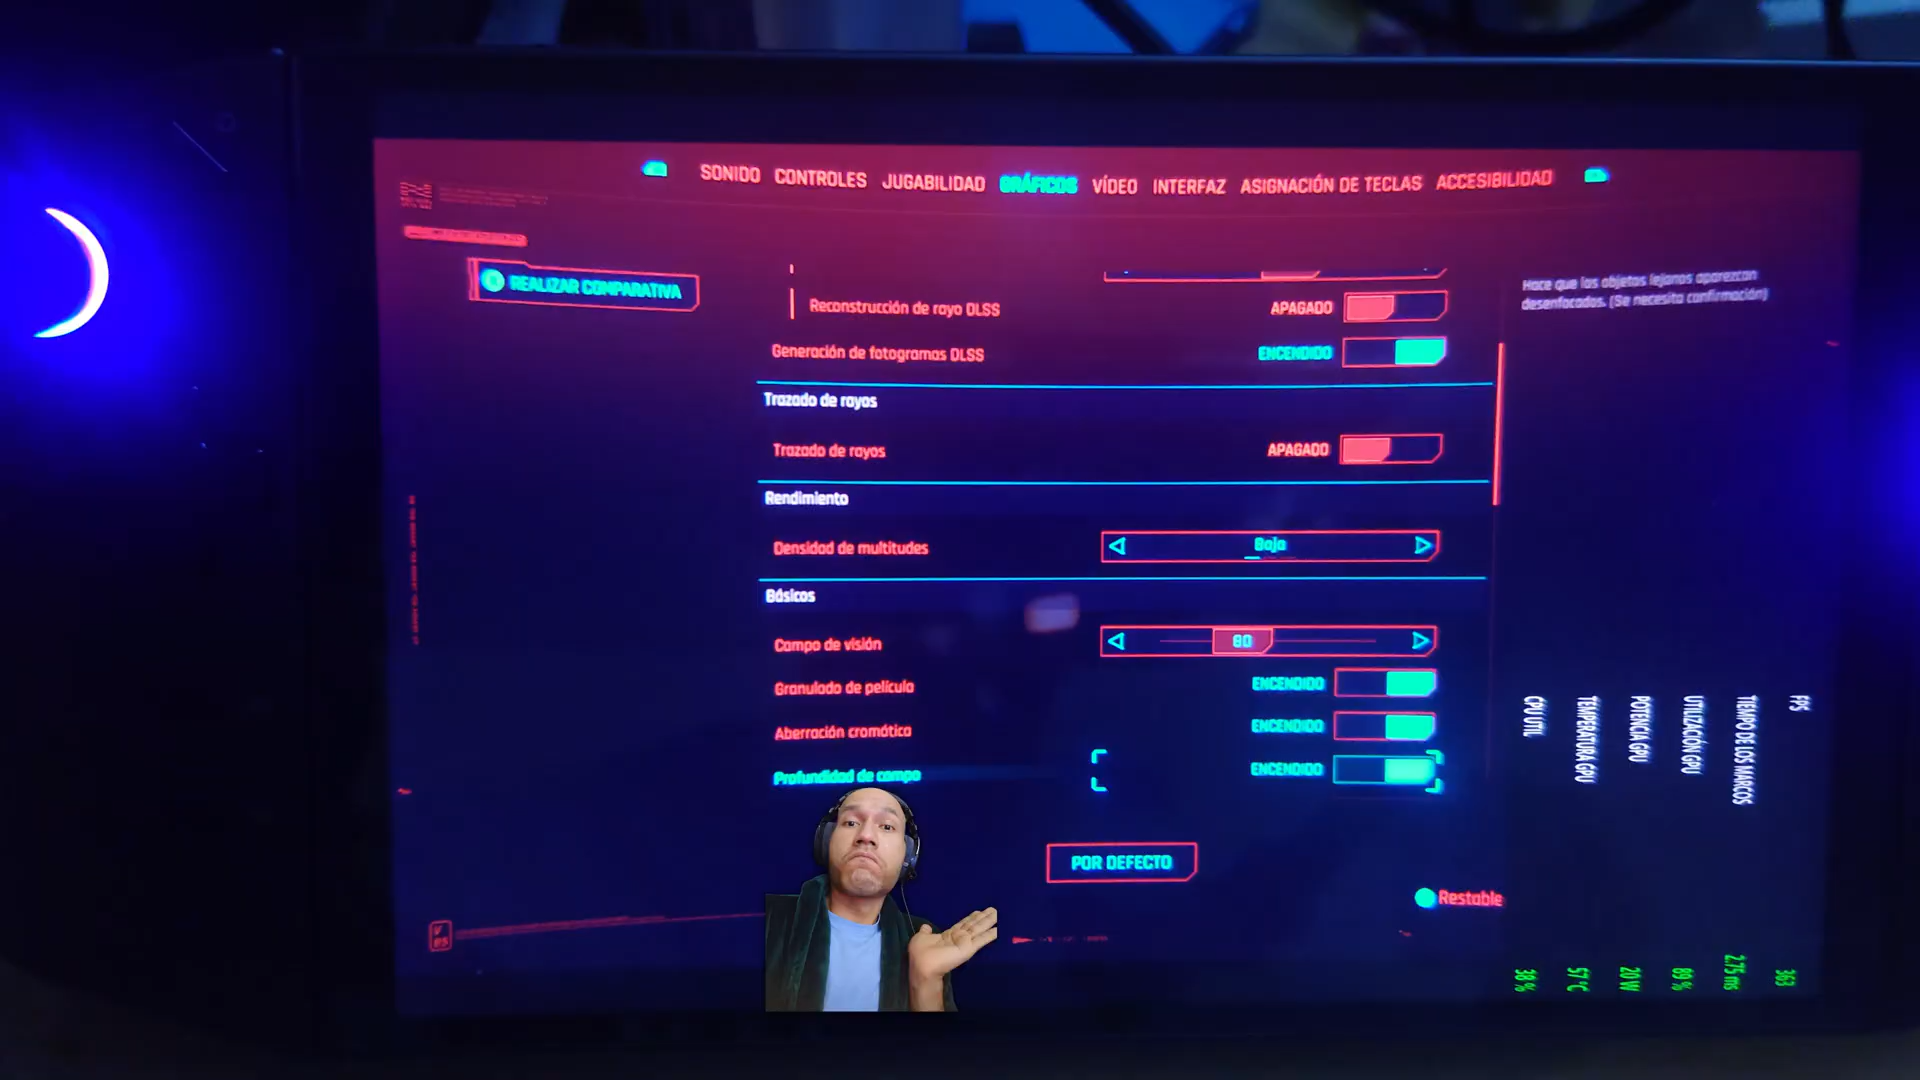 SONIDO CONTROLES JUGABILIDAD GRÁFICOS VÍDEO INTERFAZ ASIGNACIÓN DE TECLAS ACCESIBILIDAD
REALIZAR COMPARATIVA
Reconstrucción de rayo DLSS APAGADO
Generación de fotogramas DLSS ENCENDIDO
Trazado de rayos
Trazado de rayos APAGADO
Rendimiento
Densidad de multitudes Baja
Básicos
Campo de visión 80
Granulado de película ENCENDIDO
Aberración cromática ENCENDIDO
Profundidad de campo ENCENDIDO
POR DEFECTO
Restable
Hace que los objetos lejanos aparezcan
desenfocados. (Se necesita confirmación)
FPS 363
TIEMPO DE LOS MARCOS 2.75 ms
UTILIZACIÓN GPU 89 %
POTENCIA GPU 20 W
TEMPERATURA GPU 57 °C
CPU UTIL 38 %